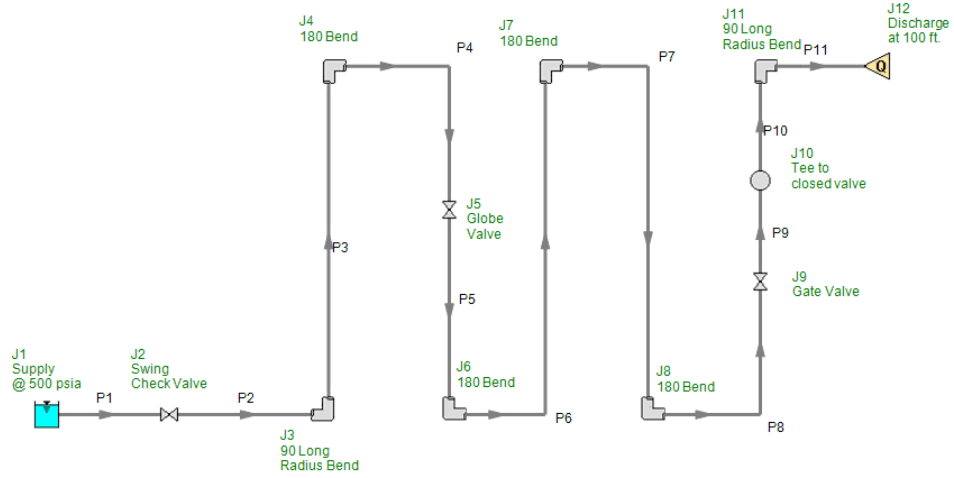 J4
180 Bend
P4
J7
180 Bend
P7
J11
90 Long
Radius Bend
P11
J12
Discharge
at 100 ft.
Q
P10
J10
Tee to
closed valve
J5
Globe
Valve
P3
P9
J9
Gate Valve
P5
J1
Supply
@ 500 psia
P1
J2
Swing
Check Valve
P2
J3
90 Long
Radius Bend
J6
180 Bend
P6
J8
180 Bend
P8